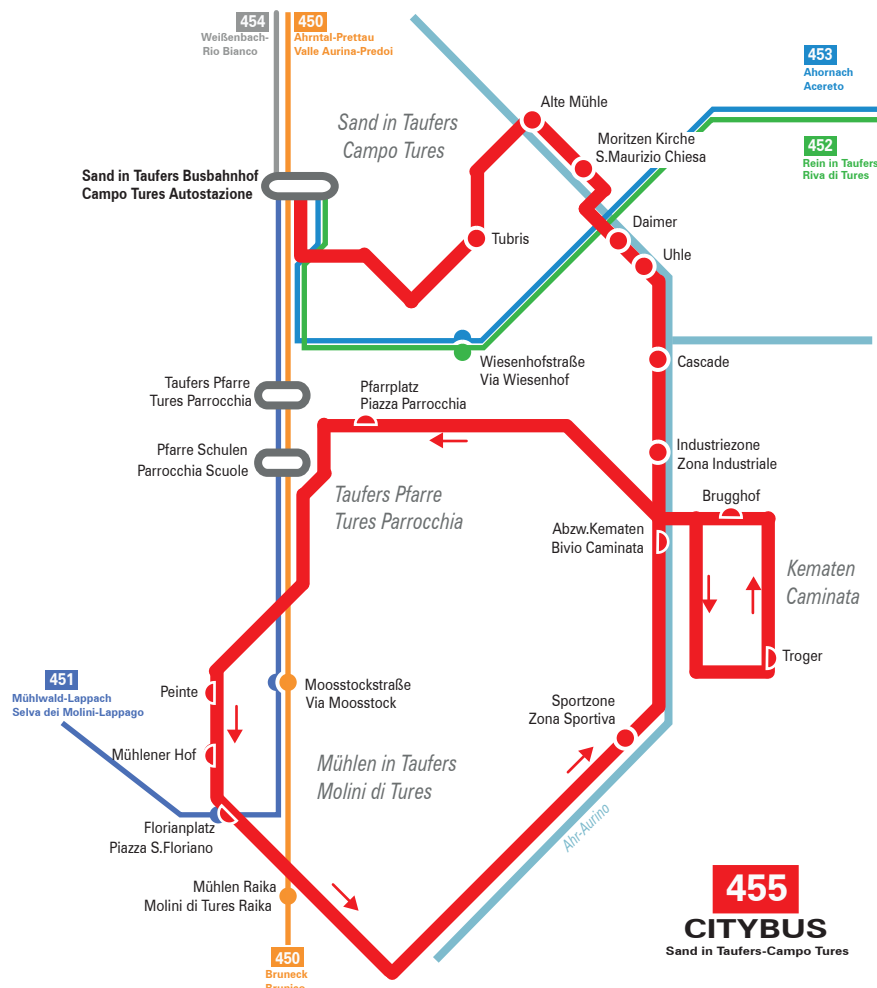 454
Weißenbach-
Rio Bianco
450
Ahrntal-Prettau
Valle Aurina-Predoi
453
Ahornach
Acereto
452
Rein in Taufers
Riva di Tures
Sand in Taufers
Campo Tures
Alte Mühle
Moritzen Kirche
S.Maurizio Chiesa
Sand in Taufers Busbahnhof
Campo Tures Autostazione
Tubris
Daimer
Uhle
Wiesenhofstraße
Via Wiesenhof
Cascade
Taufers Pfarre
Tures Parrocchia
Pfarrplatz
Piazza Parrocchia
Pfarre Schulen
Parrocchia Scuole
Industriezone
Zona Industriale
Taufers Pfarre
Tures Parrocchia
Brugghof
Abzw.Kematen
Bivio Caminata
Kematen
Caminata
Troger
451
Mühlwald-Lappach
Selva dei Molini-Lappago
Peinte
Moosstockstraße
Via Moosstock
Sportzone
Zona Sportiva
Mühlener Hof
Mühlen in Taufers
Molini di Tures
Florianplatz
Piazza S.Floriano
Ahr-Aurino
Mühlen Raika
Molini di Tures Raika
455
CITYBUS
Sand in Taufers-Campo Tures
450
Bruneck